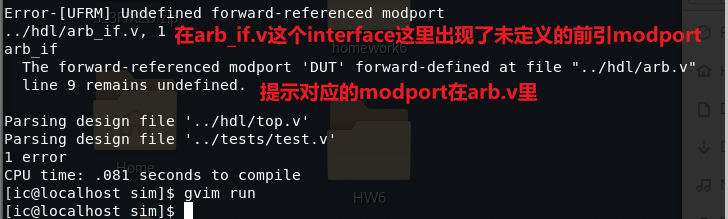 923FIXED.zip
Error-[UFRM] Undefined forward-referenced modport
../hdl/arb_if.v, 1
在arb_if.v这个interface这里出现了未定义的前引modport
homework6
arb_if
The forward-referenced modport 'DUT' forward-defined at file "../hdl/arb.v"
line 9 remains undefined.
提示对应的modport在arb.v里
Parsing design file '../hdl/top.v'
Parsing design file '../tests/test.v'
1 error
Home
CPU time: .081 seconds to compile
[ic@localhost sim]$ gvim run
HW6
[ic@localhost sim]$